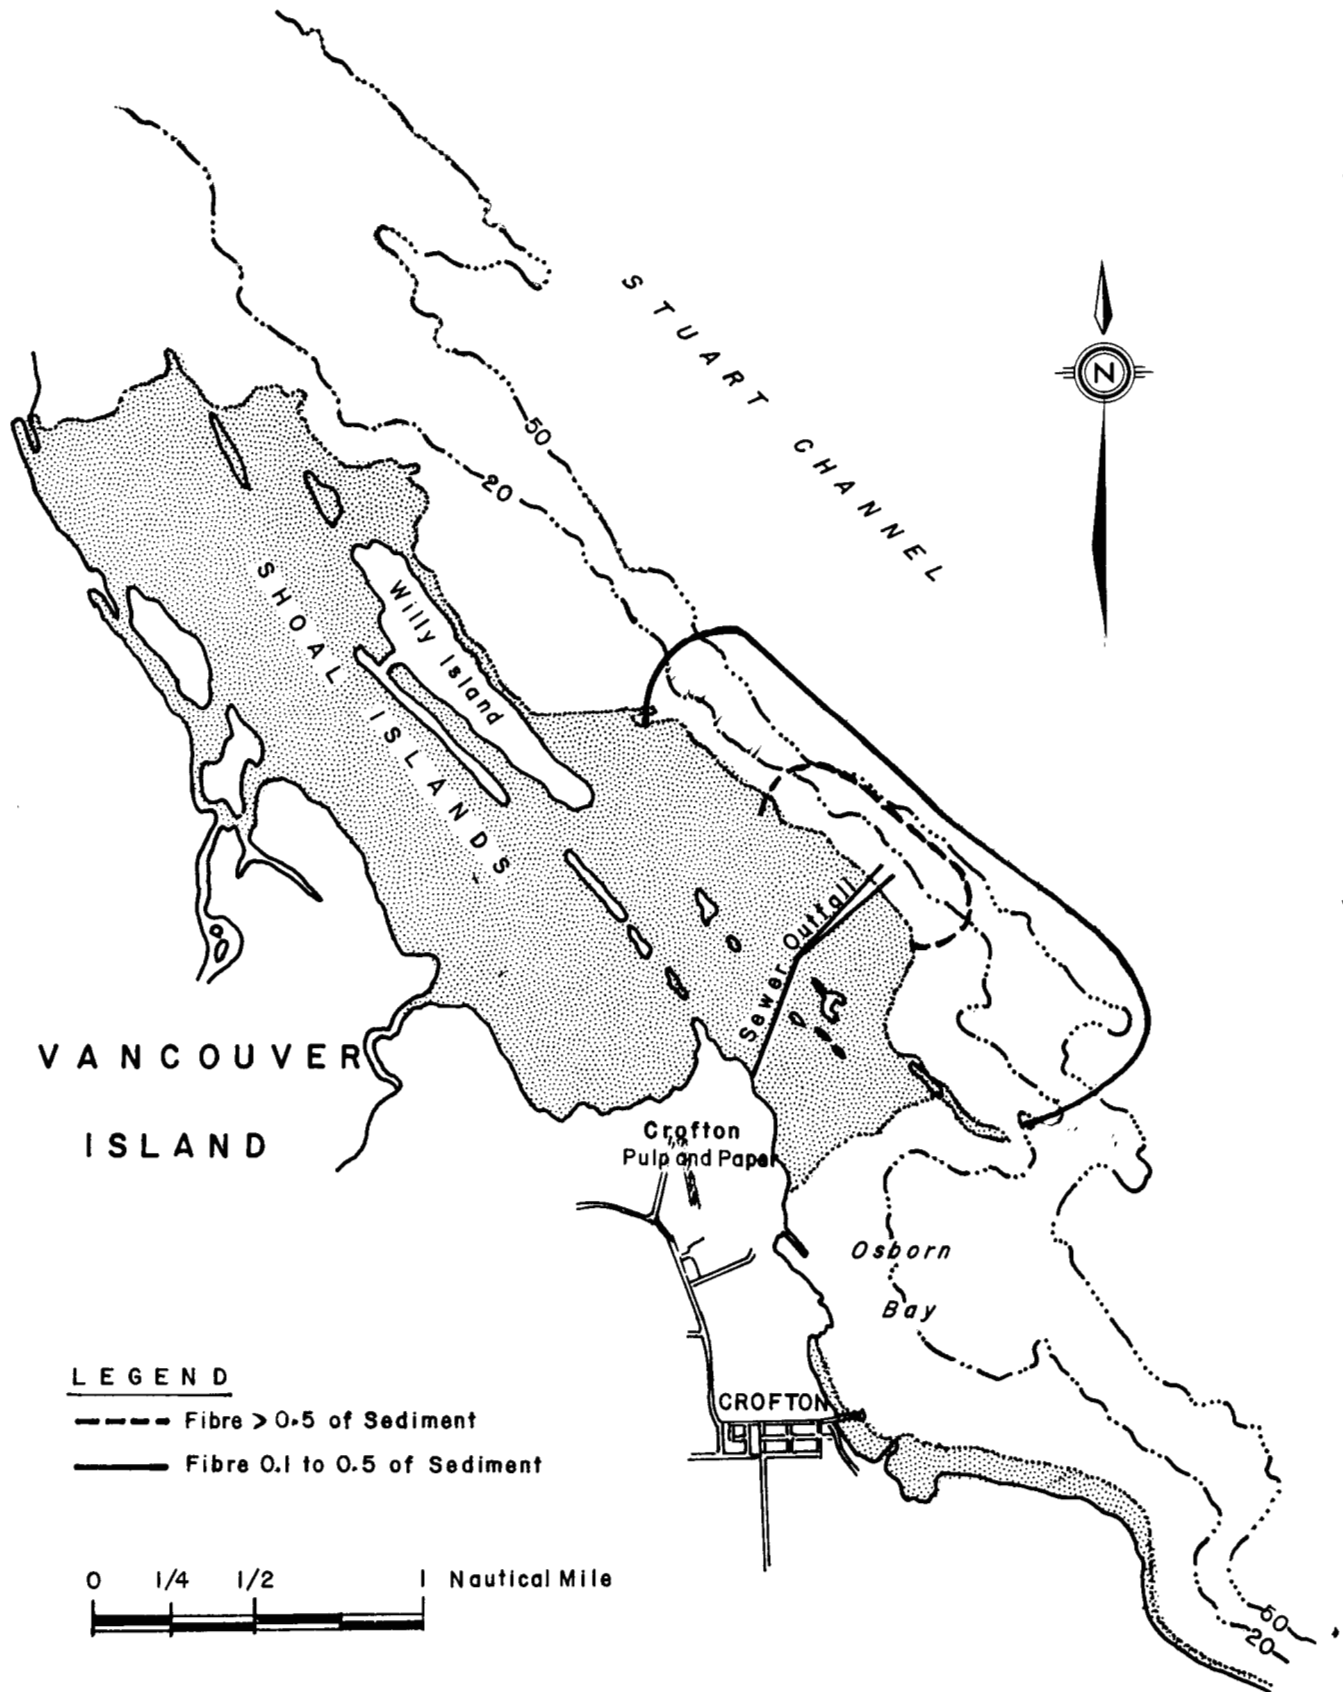 STUART CHANNEL
N
50
20
SHOAL ISLANDS
Willy Island
Sewer Outfall
VANCOUVER
ISLAND
Crofton
Pulp and Paper
Osborn
Bay
LEGEND
Fibre > 0.5 of Sediment
Fibre 0.1 to 0.5 of Sediment
CROFTON
0 1/4 1/2 1 Nautical Mile
50
20